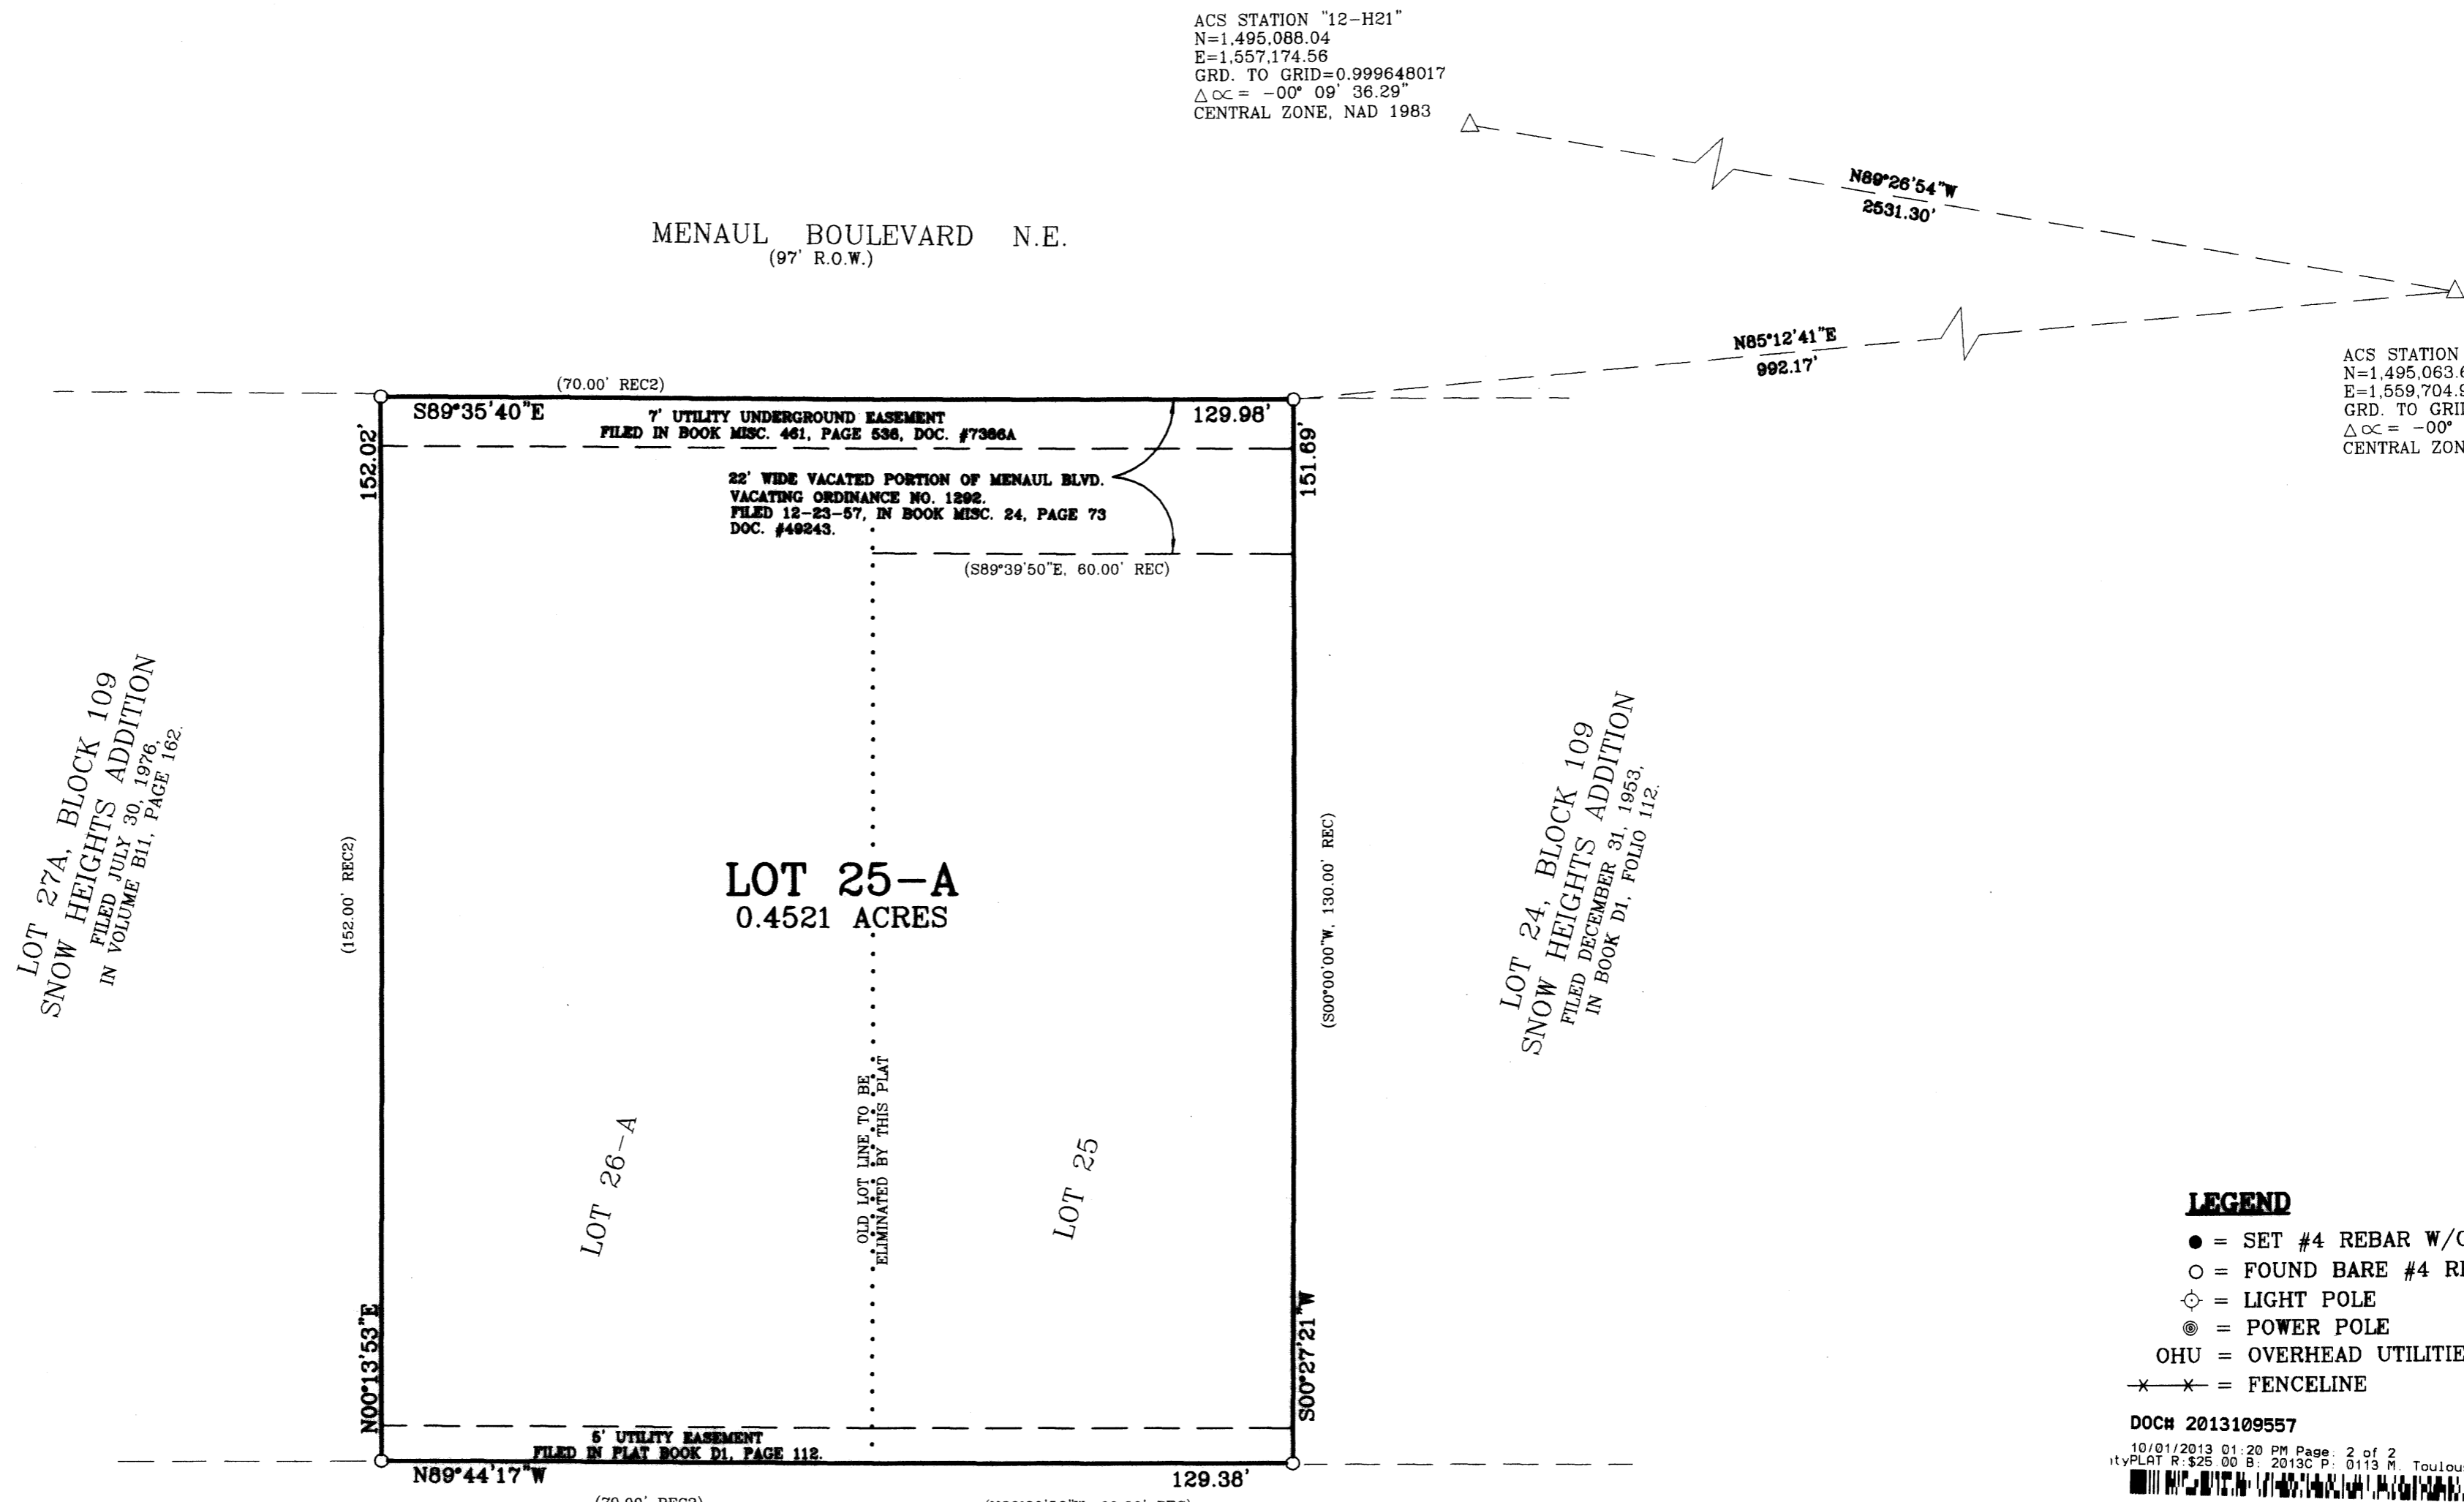 ACS STATION "12-H21"
N=1,495,088.04
E=1,557,174.56
GRD. TO GRID=0.999648017
△∝= -00° 09' 36.29"
CENTRAL ZONE, NAD 1983
N89°26'54"W
2531.30'
MENAUL BOULEVARD N.E.
(97' R.O.W.)
N85°12'41"E
992.17'
ACS STATION
N=1,495,063.6
E=1,559,704.9
GRD. TO GRI
△∝= -00°
CENTRAL ZON
(70.00' REC2)
S89°35'40"E
129.98'
7' UTILITY UNDERGROUND EASEMENT
FILED IN BOOK MISC. 461, PAGE 536, DOC. #7366A
152.02'
151.69'
22' WIDE VACATED PORTION OF MENAUL BLVD.
VACATING ORDINANCE NO. 1292.
FILED 12-23-57, IN BOOK MISC. 24, PAGE 73
DOC. #49243.
(S89°39'50"E, 60.00' REC)
LOT 27A, BLOCK 109
SNOW HEIGHTS ADDITION
FILED JULY 30, 1976,
IN VOLUME B11, PAGE 162.
(152.00' REC2)
LOT 25-A
0.4521 ACRES
(S00°00'00"W, 130.00' REC)
LOT 24, BLOCK 109
SNOW HEIGHTS ADDITION
FILED DECEMBER 31, 1953,
IN BOOK D1, FOLIO 112.
LOT 26-A
OLD LOT LINE TO BE
ELIMINATED BY THIS PLAT
LOT 25
N00°13'53"E
S00°27'21"W
5' UTILITY EASEMENT
FILED IN PLAT BOOK D1, PAGE 112.
N89°44'17"W
129.38'
(70.00' REC2)
LEGEND
● = SET #4 REBAR W/
○ = FOUND BARE #4 R
= LIGHT POLE
= POWER POLE
OHU = OVERHEAD UTILITIE
—x—x— = FENCELINE
DOC# 2013109557
10/01/2013 01:20 PM Page: 2 of 2
ityPLAT R:$25.00 B: 2013C P: 0113 M. Toulou